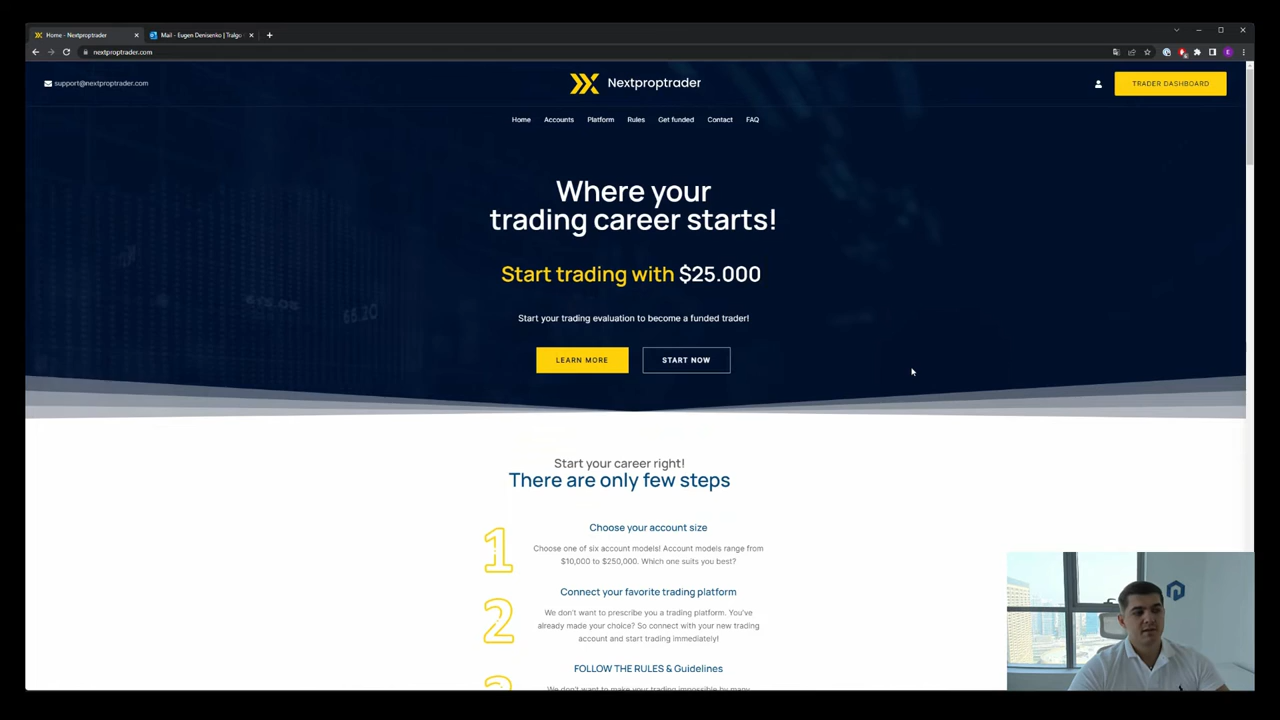 Home - Nextproptrader
Mail - Eugen Denisenko | Tralgo
nextproptrader.com
support@nextproptrader.com
Nextproptrader
TRADER DASHBOARD
Home Accounts Platform Rules Get funded Contact FAQ
Where your
trading career starts!
Start trading with $25.000
Start your trading evaluation to become a funded trader!
LEARN MORE
START NOW
Start your career right!
There are only few steps
1
Choose your account size
Choose one of six account models! Account models range from
$10,000 to $250,000. Which one suits you best?
2
Connect your favorite trading platform
We don't want to prescribe you a trading platform. You've
already made your choice? So connect with your new trading
account and start trading immediately!
FOLLOW THE RULES & Guidelines
We don't want to make your trading impossible by many